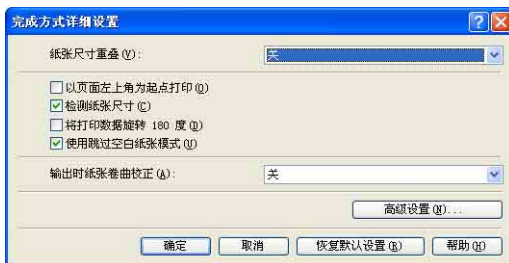 完成方式详细设置
纸张尺寸重叠(V): 关
以页面左上角为起点打印(O)
检测纸张尺寸(C)
将打印数据旋转 180 度(D)
使用跳过空白纸张模式(U)
输出时纸张卷曲校正(A): 关
高级设置(N)...
确定 取消 恢复默认设置(R) 帮助(H)